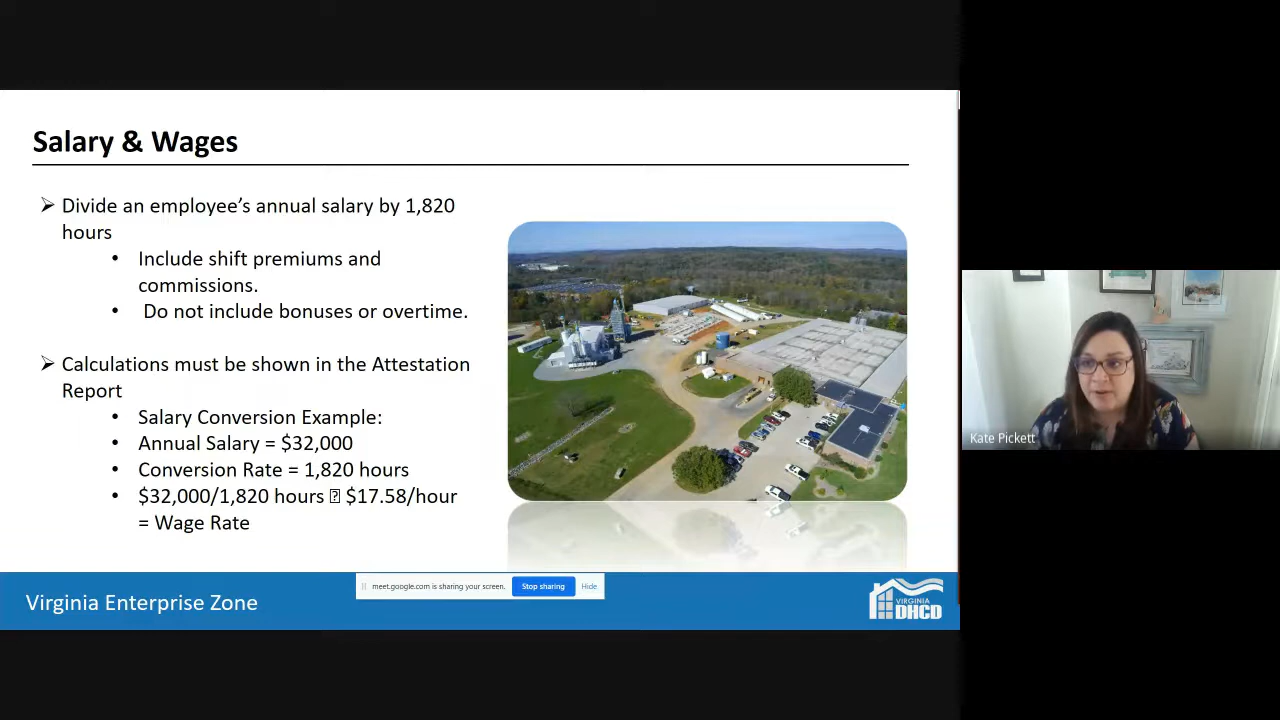 Salary & Wages
➢ Divide an employee’s annual salary by 1,820
hours
• Include shift premiums and
commissions.
• Do not include bonuses or overtime.
➢ Calculations must be shown in the Attestation
Report
• Salary Conversion Example:
• Annual Salary = $32,000
• Conversion Rate = 1,820 hours
• $32,000/1,820 hours $17.58/hour
= Wage Rate
Kate Pickett
meet.google.com is sharing your screen. Stop sharing Hide
Virginia Enterprise Zone
VIRGINIA
DHCD